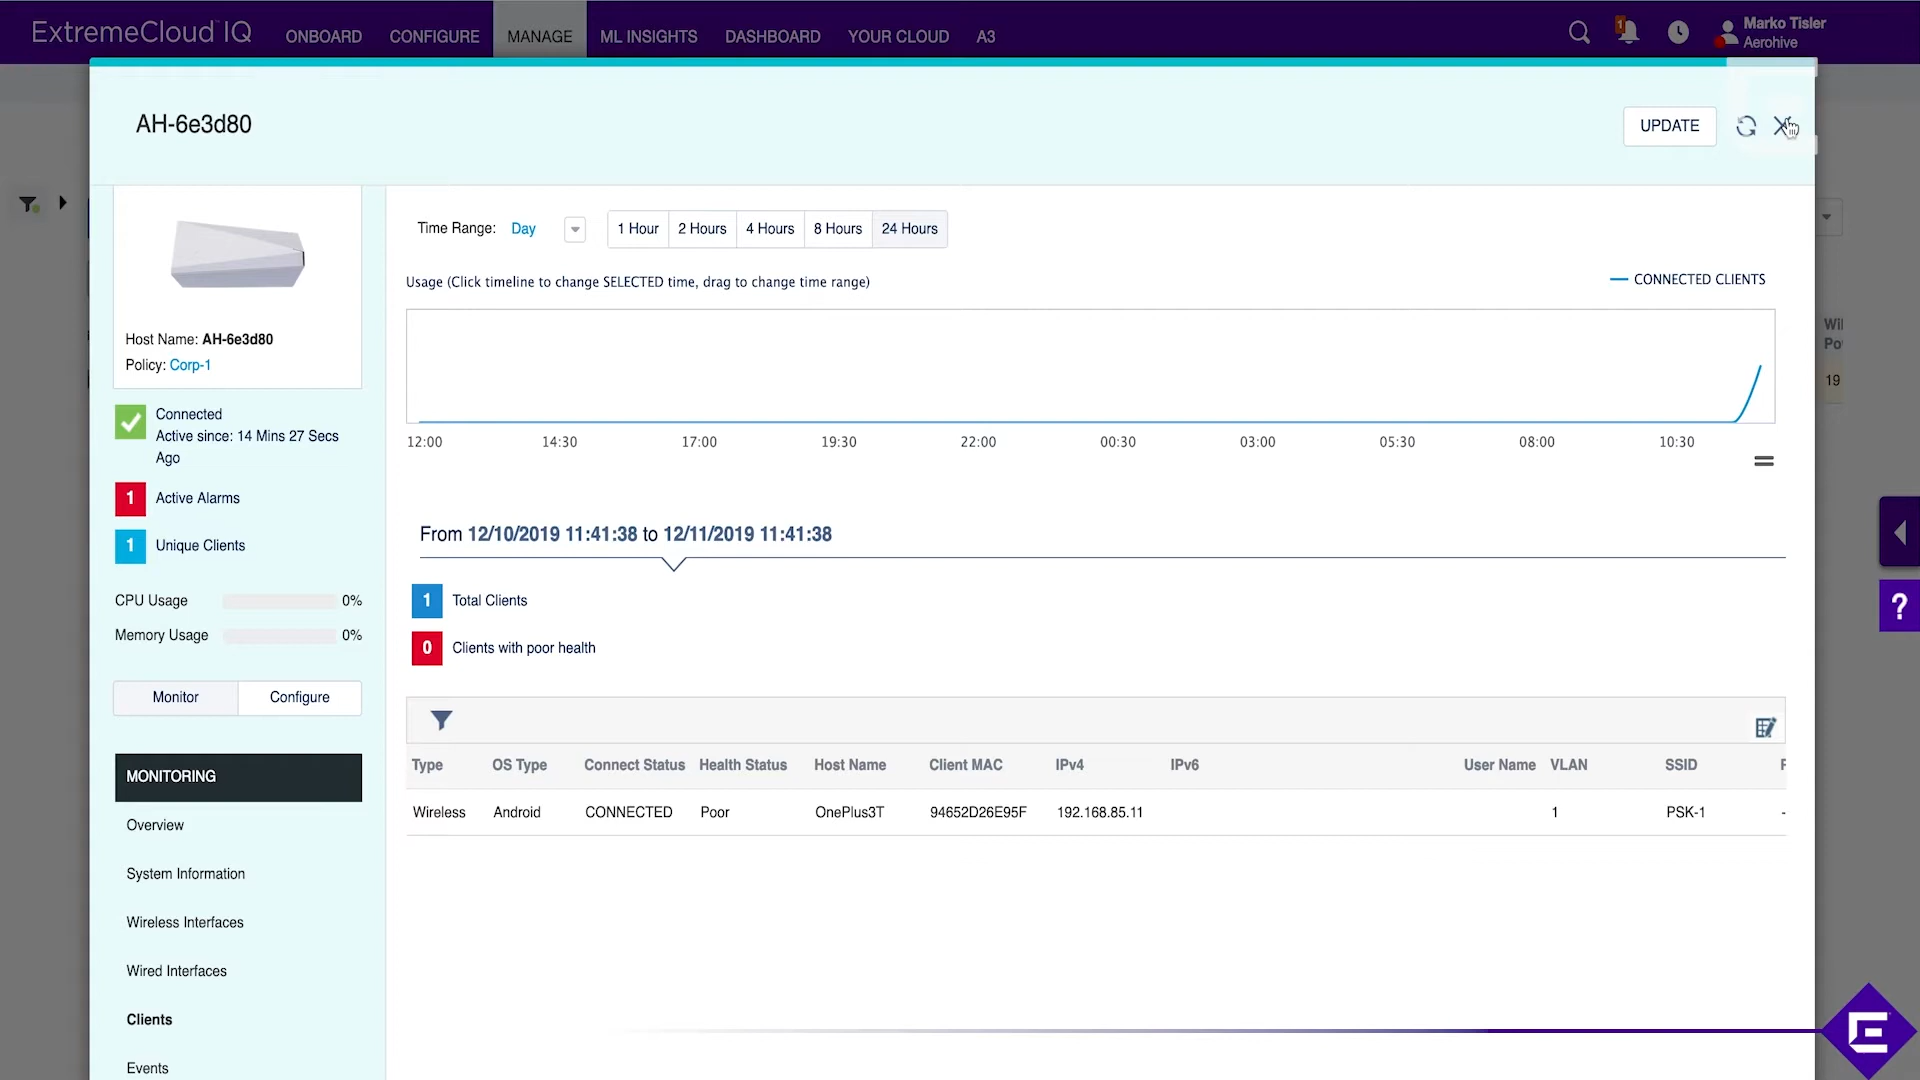 ExtremeCloud IQ
ONBOARD CONFIGURE MANAGE ML INSIGHTS DASHBOARD YOUR CLOUD A3
1
Marko Tisler
Aerohive
AH-6e3d80
UPDATE
Host Name: AH-6e3d80
Policy: Corp-1
Connected
Active since: 14 Mins 27 Secs
Ago
1 Active Alarms
1 Unique Clients
CPU Usage 0%
Memory Usage 0%
Monitor Configure
MONITORING
Overview
System Information
Wireless Interfaces
Wired Interfaces
Clients
Events
Time Range: Day 1 Hour 2 Hours 4 Hours 8 Hours 24 Hours
Usage (Click timeline to change SELECTED time, drag to change time range)
CONNECTED CLIENTS
12:00 14:30 17:00 19:30 22:00 00:30 03:00 05:30 08:00 10:30
From 12/10/2019 11:41:38 to 12/11/2019 11:41:38
1 Total Clients
0 Clients with poor health
Type OS Type Connect Status Health Status Host Name Client MAC IPv4 IPv6 User Name VLAN SSID
Wireless Android CONNECTED Poor OnePlus3T 94652D26E95F 192.168.85.11 1 PSK-1 -
19
?
E